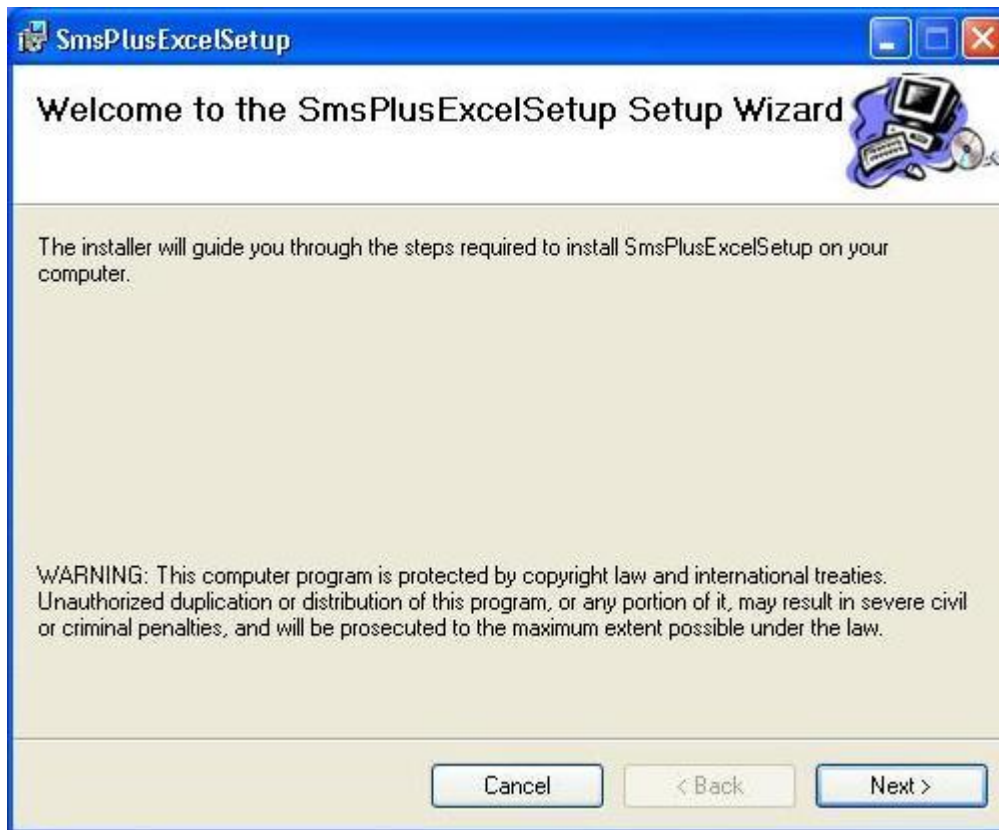 SmsPlusExcelSetup
Welcome to the SmsPlusExcelSetup Setup Wizard
The installer will guide you through the steps required to install SmsPlusExcelSetup on your
computer.
WARNING: This computer program is protected by copyright law and international treaties.
Unauthorized duplication or distribution of this program, or any portion of it, may result in severe civil
or criminal penalties, and will be prosecuted to the maximum extent possible under the law.
Cancel
< Back
Next >